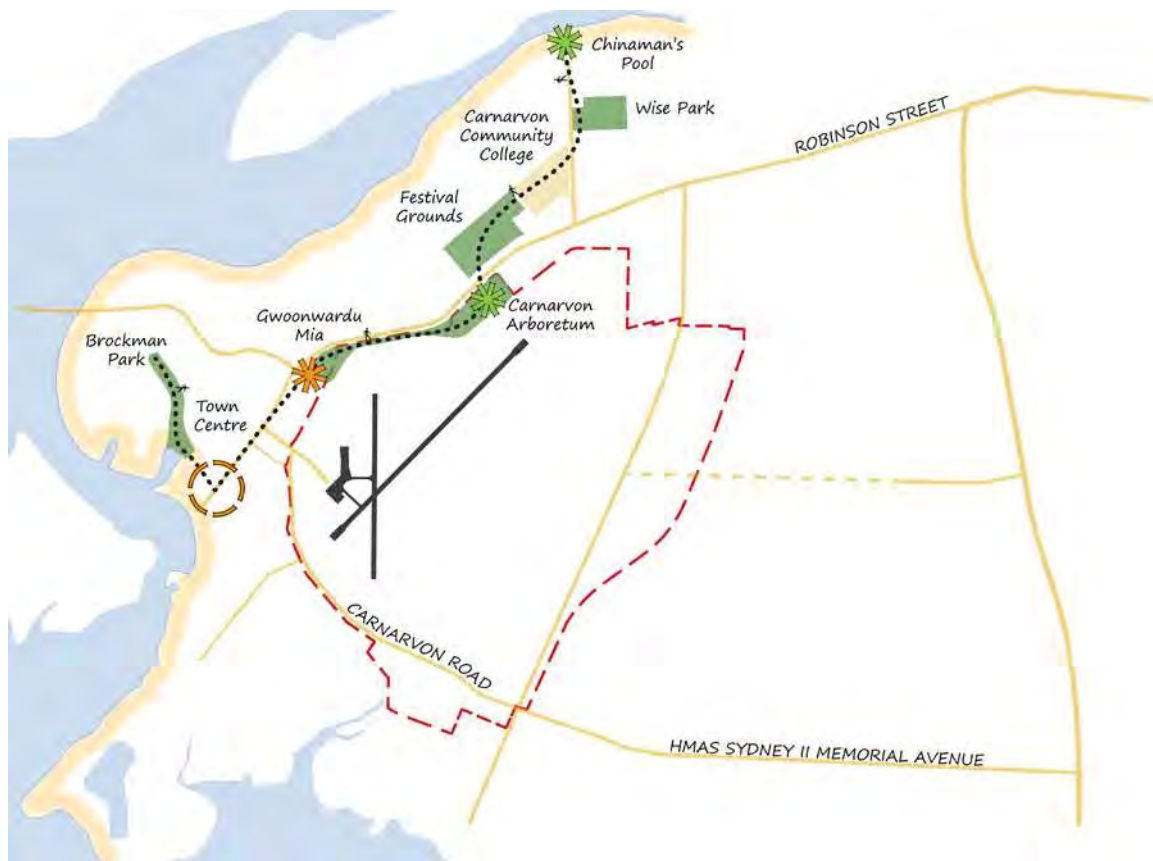 Chinaman's
Pool
Wise Park
Carnarvon
Community
College
ROBINSON STREET
Festival
Grounds
Gwoonwardu
Mia
Carnarvon
Arboretum
Brockman
Park
Town
Centre
CARNARVON ROAD
HMAS SYDNEY II MEMORIAL AVENUE